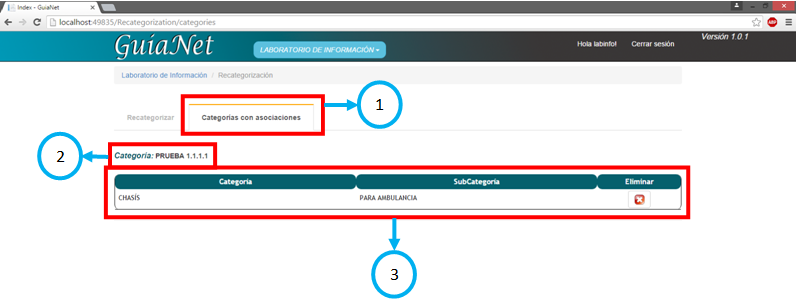 Index - GuiaNet
localhost:49835/Recategorization/categories
GuíaNet
LABORATORIO DE INFORMACIÓN
Hola labinfo!
Cerrar sesión
Versión 1.0.1
Laboratorio de Información / Recategorización
Recategorizar
Categorías con asociaciones
1
2
Categoría: PRUEBA 1.1.1.1
Categoría SubCategoría Eliminar
CHASÍS PARA AMBULANCIA
3